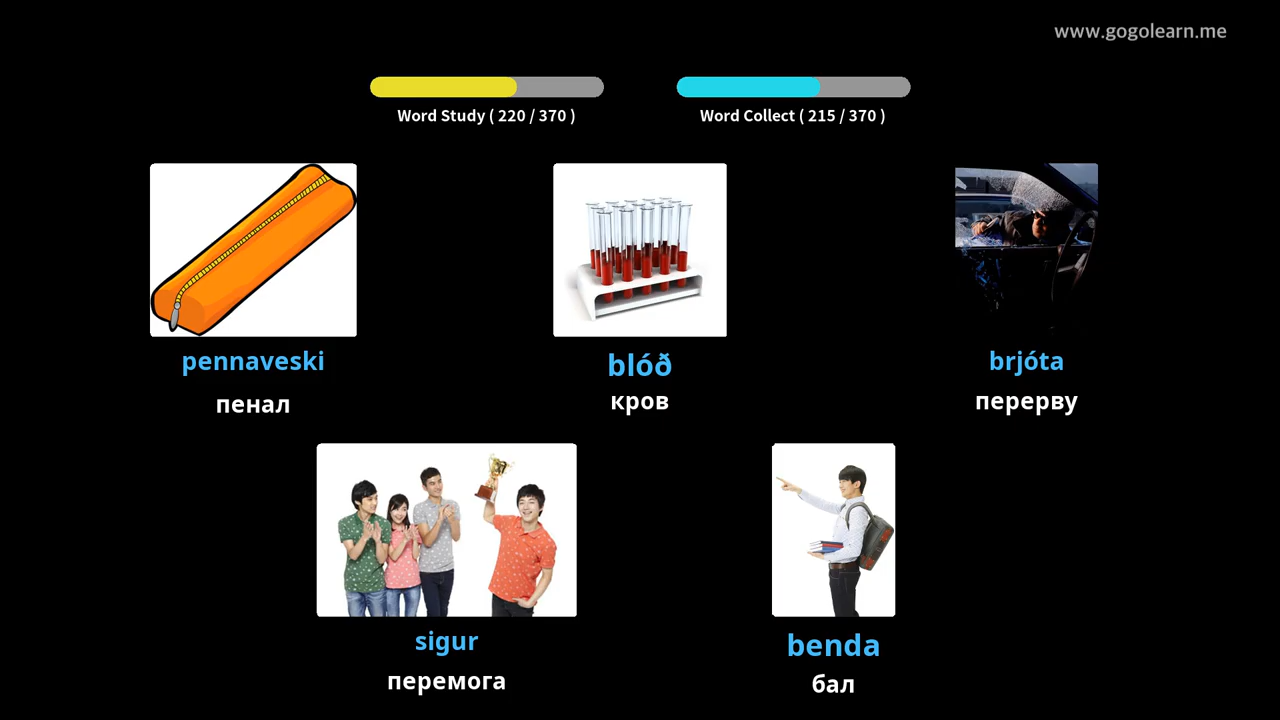 www.gogolearn.me
Word Study ( 220 / 370 )
Word Collect ( 215 / 370 )
pennaveski
пенал
blóð
кров
brjóta
перерву
sigur
перемога
benda
бал